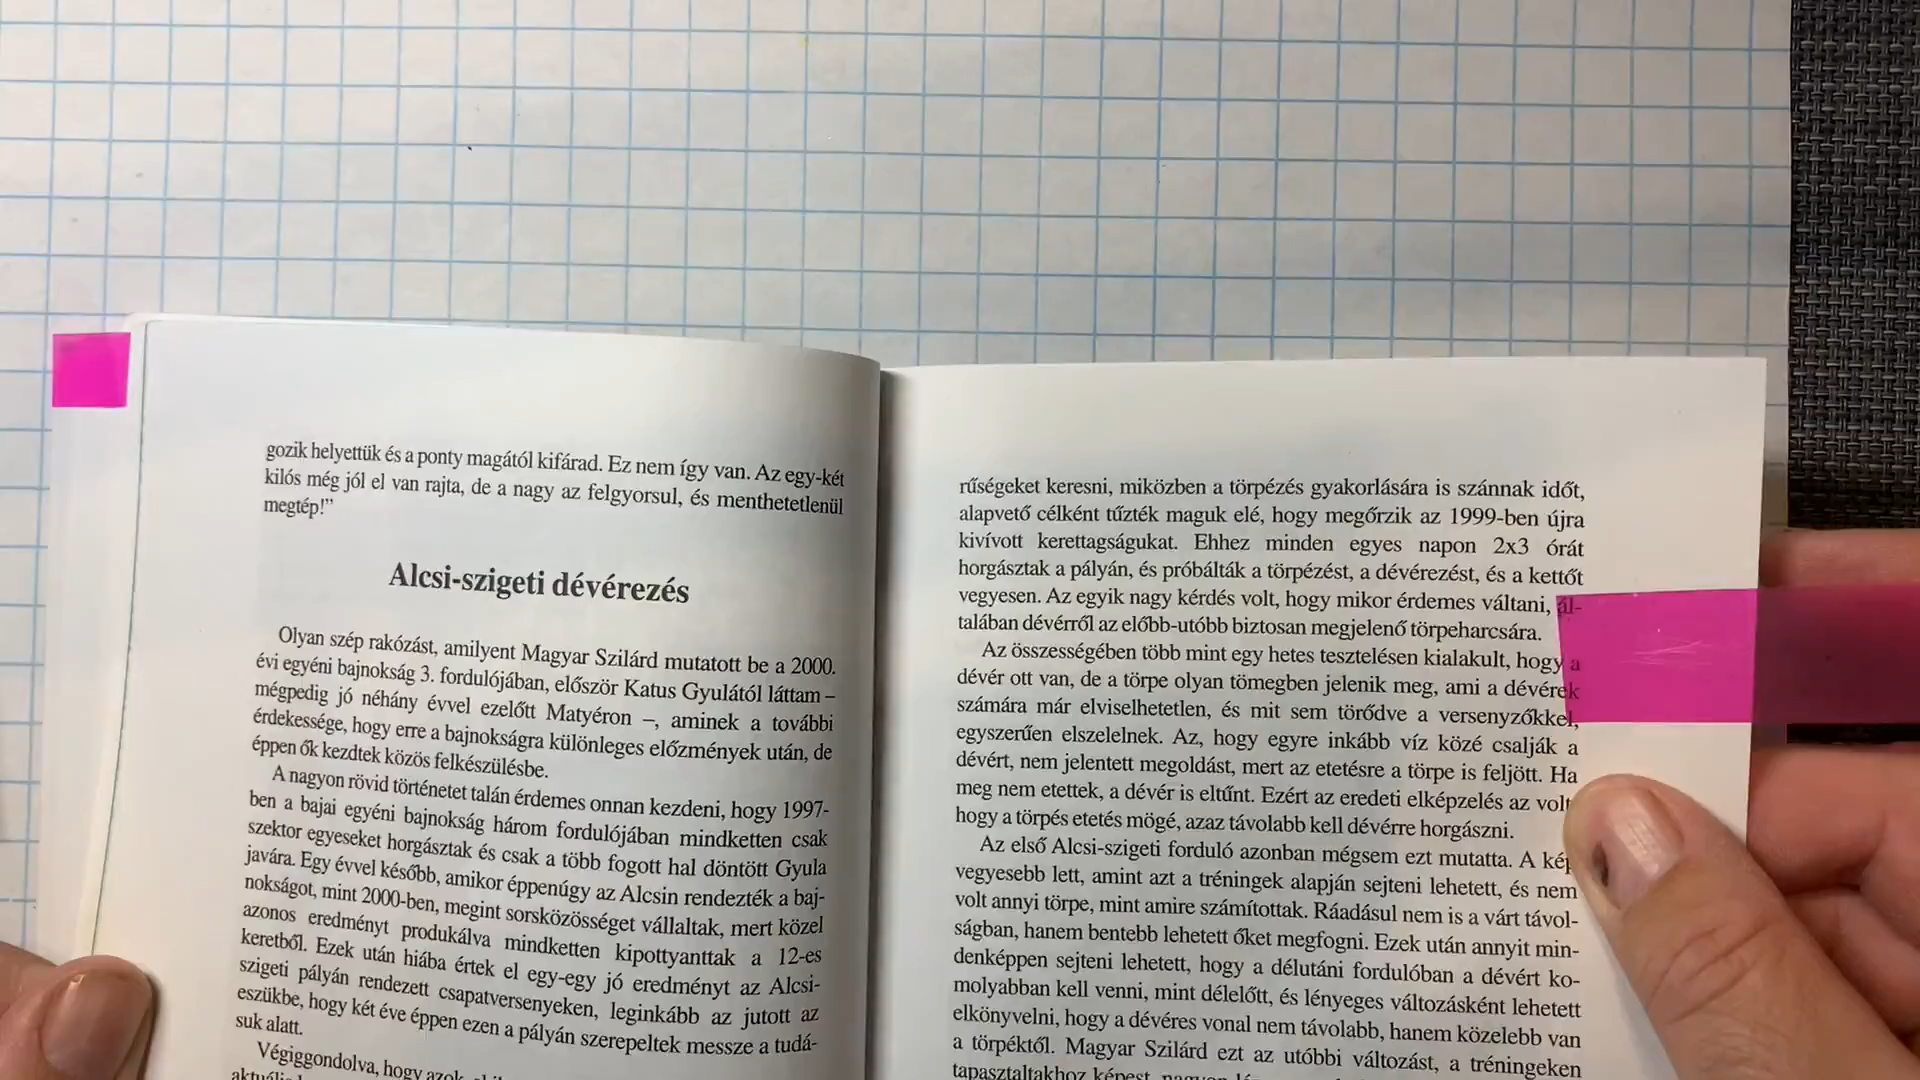 gozik helyettük és a ponty magától kifárad. Ez nem így van. Az egy-két
kilós még jól el van rajta, de a nagy az felgyorsul, és menthetetlenül
megtép!”
Alcsi-szigeti dévérezés
Olyan szép rakózást, amilyent Magyar Szilárd mutatott be a 2000.
évi egyéni bajnokság 3. fordulójában, először Katus Gyulától láttam –
mégpedig jó néhány évvel ezelőtt Matyéron –, aminek a további
érdekessége, hogy erre a bajnokságra különleges előzmények után, de
éppen ők kezdtek közös felkészülésbe.
A nagyon rövid történetet talán érdemes onnan kezdeni, hogy 1997-
ben a bajai egyéni bajnokság három fordulójában mindketten csak
szektor egyeseket horgásztak és csak a több fogott hal döntött Gyula
javára. Egy évvel később, amikor éppenúgy az Alcsin rendezték a baj-
nokságot, mint 2000-ben, megint sorsközösséget vállaltak, mert közel
azonos eredményt produkálva mindketten kipottyanttak a 12-es
keretből. Ezek után hiába értek el egy-egy jó eredményt az Alcsi-
szigeti pályán rendezett csapatversenyeken, leginkább az jutott az
eszükbe, hogy két éve éppen ezen a pályán szerepeltek messze a tudá-
suk alatt.
Végiggondolva, hogy azok
rűségeket keresni, miközben a törpézés gyakorlására is szánnak időt,
alapvető célként tűzték maguk elé, hogy megőrzik az 1999-ben újra
kivívott kerettagságukat. Ehhez minden egyes napon 2x3 órát
horgásztak a pályán, és próbálták a törpézést, a dévérezést, és a kettőt
vegyesen. Az egyik nagy kérdés volt, hogy mikor érdemes váltani, ál-
talában dévérről az előbb-utóbb biztosan megjelenő törpeharcsára.
Az összességében több mint egy hetes tesztelésen kialakult, hogy a
dévér ott van, de a törpe olyan tömegben jelenik meg, ami a dévérek
számára már elviselhetetlen, és mit sem törődve a versenyzőkkel,
egyszerűen elszelelnek. Az, hogy egyre inkább víz közé csalják a
dévért, nem jelentett megoldást, mert az etetésre a törpe is feljött. Ha
meg nem etettek, a dévér is eltűnt. Ezért az eredeti elképzelés az volt
hogy a törpés etetés mögé, azaz távolabb kell dévérre horgászni.
Az első Alcsi-szigeti forduló azonban mégsem ezt mutatta. A kép
vegyesebb lett, amint azt a tréningek alapján sejteni lehetett, és nem
volt annyi törpe, mint amire számítottak. Ráadásul nem is a várt távol-
ságban, hanem bentebb lehetett őket megfogni. Ezek után annyit min-
denképpen sejteni lehetett, hogy a délutáni fordulóban a dévért ko-
molyabban kell venni, mint délelőtt, és lényeges változásként lehetett
elkönyvelni, hogy a dévéres vonal nem távolabb, hanem közelebb van
a törpéktől. Magyar Szilárd ezt az utóbbi változást, a tréningeken
tapasztaltakhoz képest, nagyon